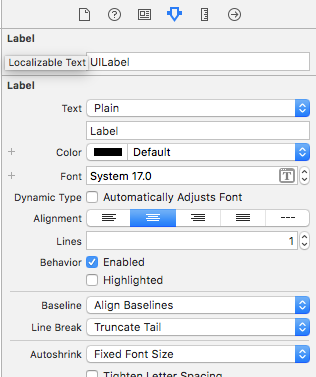 Label
Localizable Text UILabel
Label
Text Plain
Label
+ Color Default
+ Font System 17.0 T
Dynamic Type Automatically Adjusts Font
Alignment ---
Lines 1
Behavior Enabled
Highlighted
Baseline Align Baselines
Line Break Truncate Tail
Autoshrink Fixed Font Size
Tighten Letter Spacing